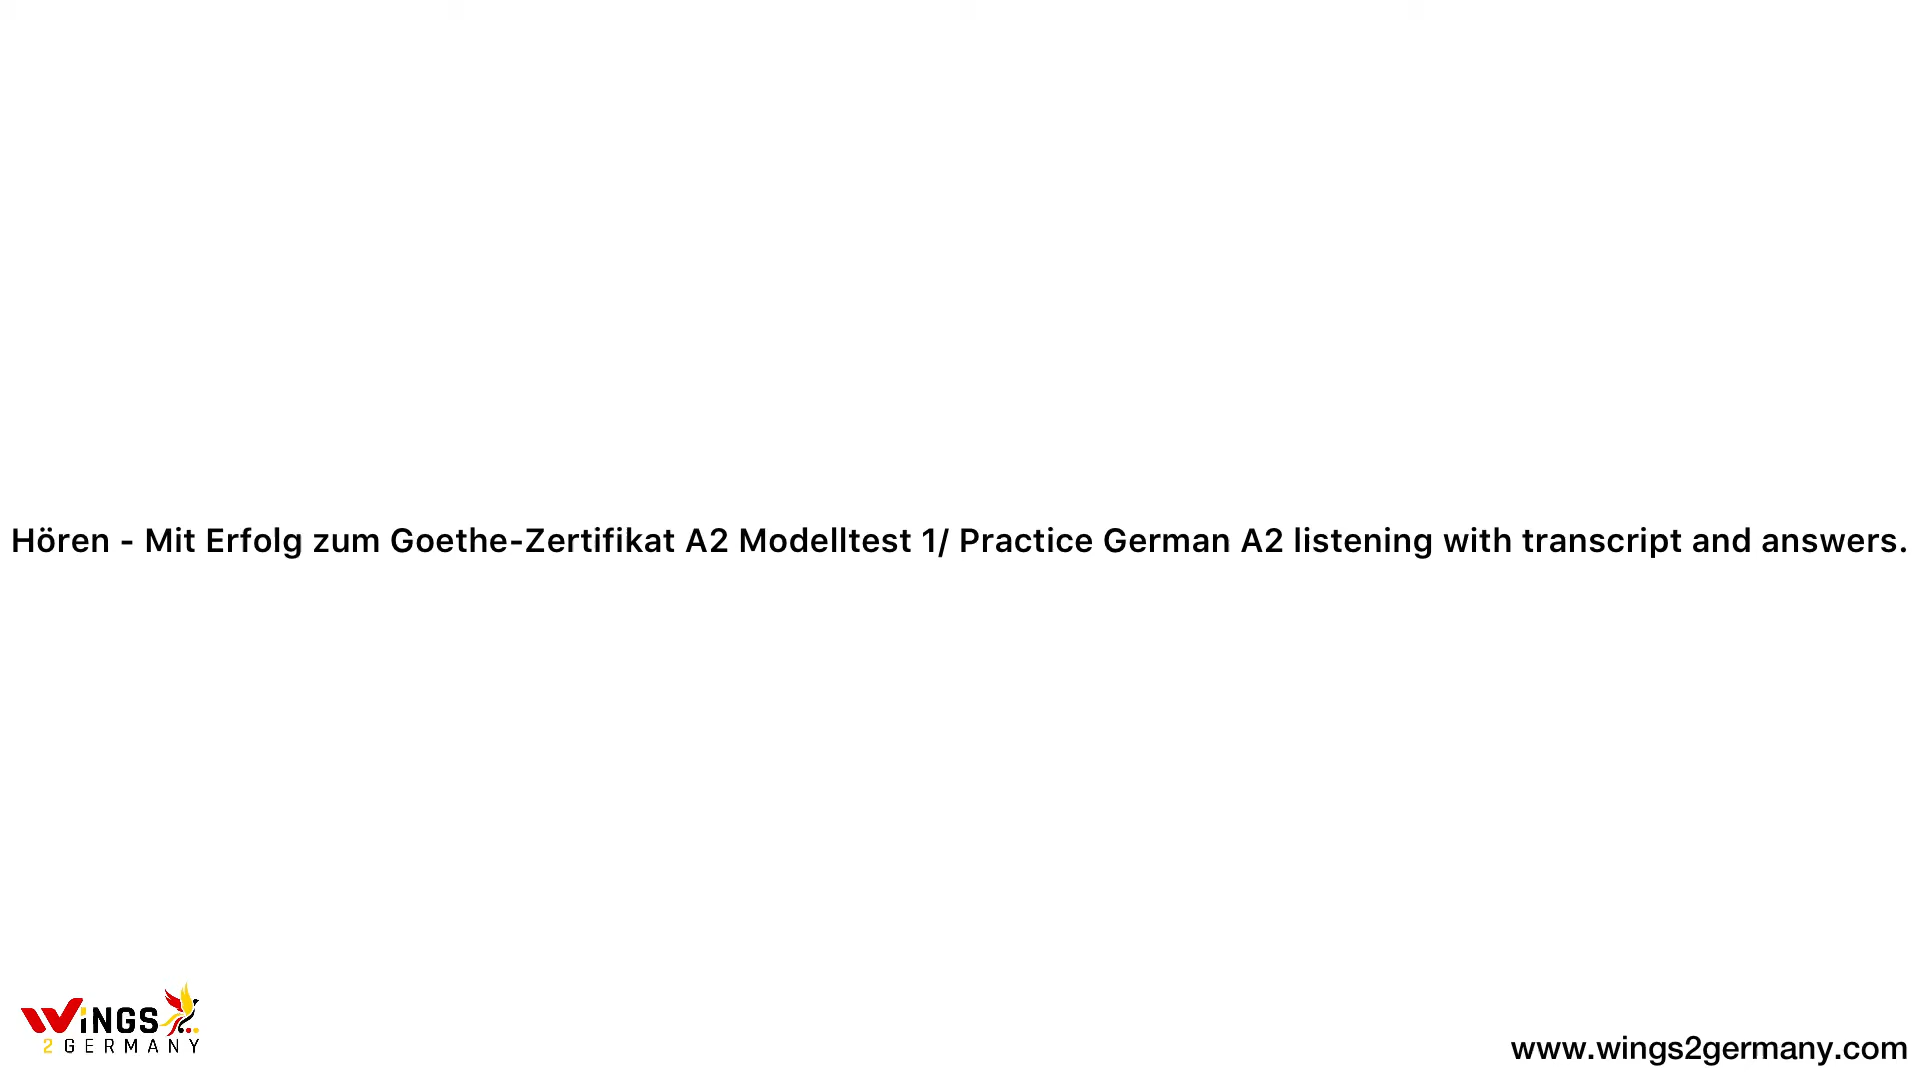 Hören - Mit Erfolg zum Goethe-Zertifikat A2 Modelltest 1/ Practice German A2 listening with transcript and answers.
WiNGS
2 GERMANY
www.wings2germany.com